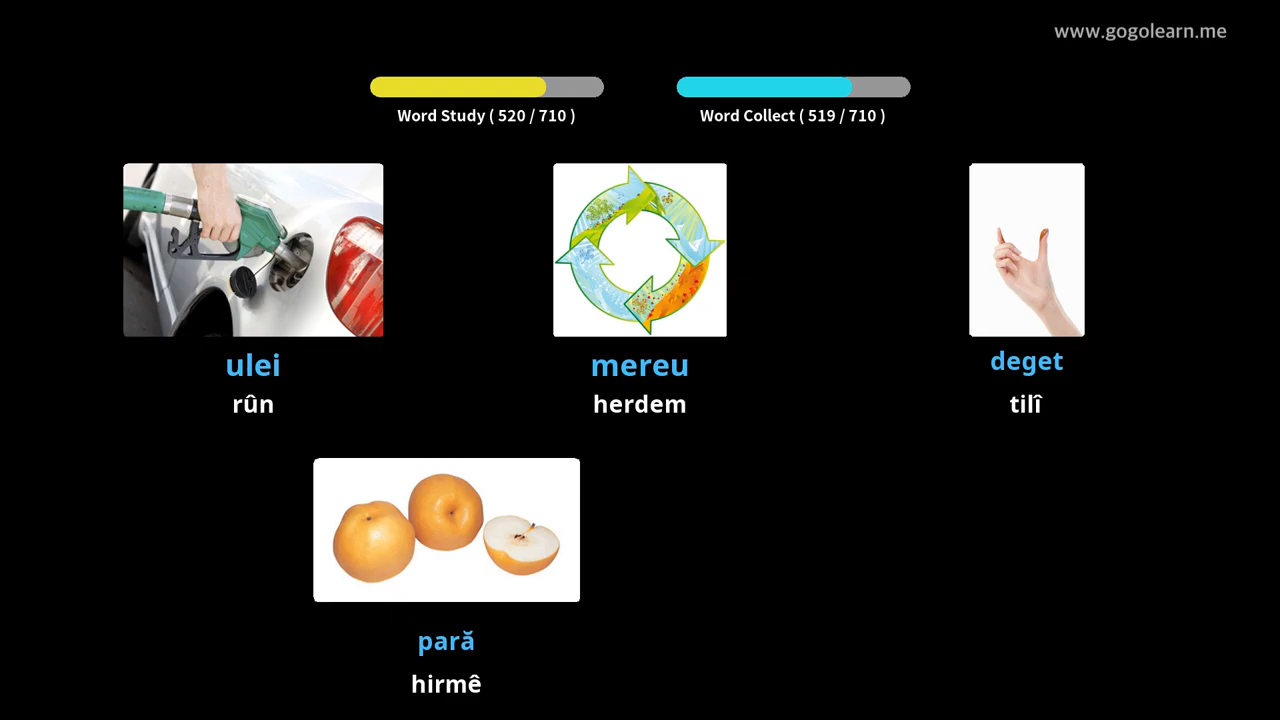 www.gogolearn.me
Word Study ( 520 / 710 )
Word Collect ( 519 / 710 )
ulei
rûn
mereu
herdem
deget
tilî
pară
hirmê